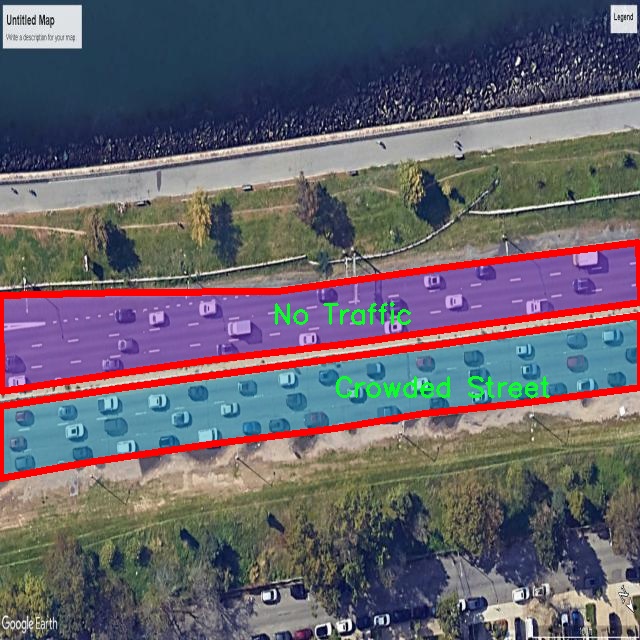 Untitled Map
Write a description for your map.
Legend
No Traffic
Crowded Street
Google Earth
N